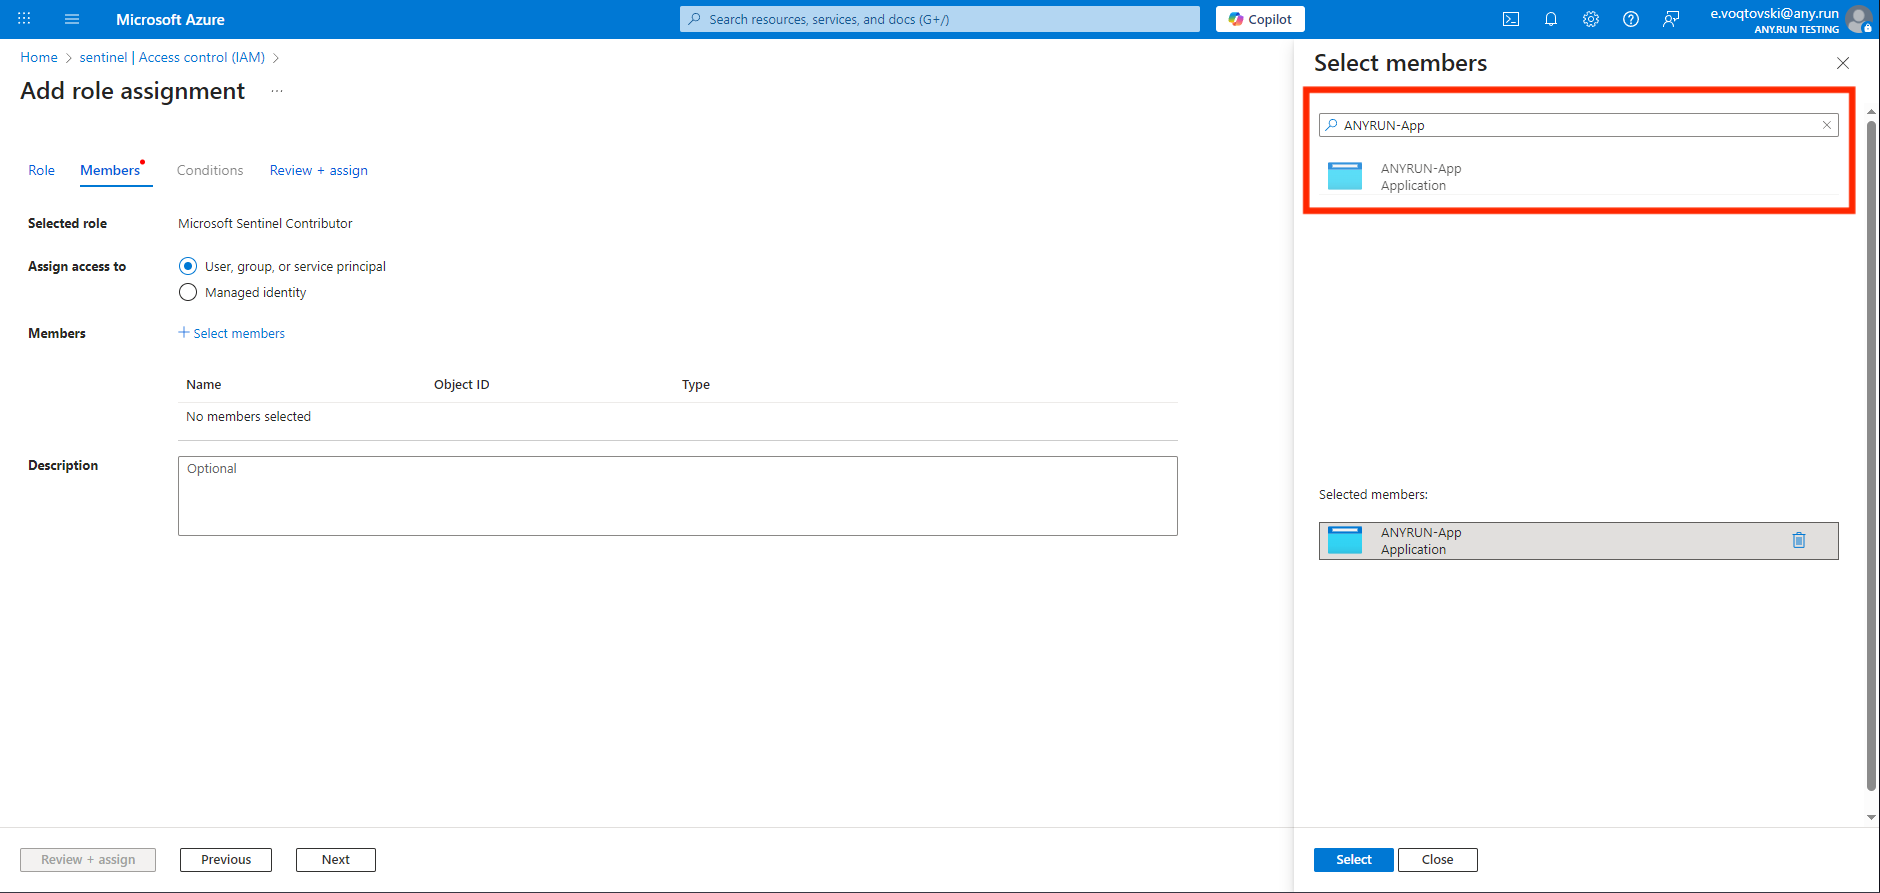 Microsoft Azure
Search resources, services, and docs (G+/)
Copilot
e.voqtovski@any.run
ANY.RUN TESTING
Home > sentinel | Access control (IAM) >
Add role assignment ...
Role Members Conditions Review + assign
Selected role Microsoft Sentinel Contributor
Assign access to User, group, or service principal
Managed identity
Members + Select members
Name Object ID Type
No members selected
Description Optional
Review + assign Previous Next
Select members
ANYRUN-App
ANYRUN-App
Application
Selected members:
ANYRUN-App
Application
Select Close